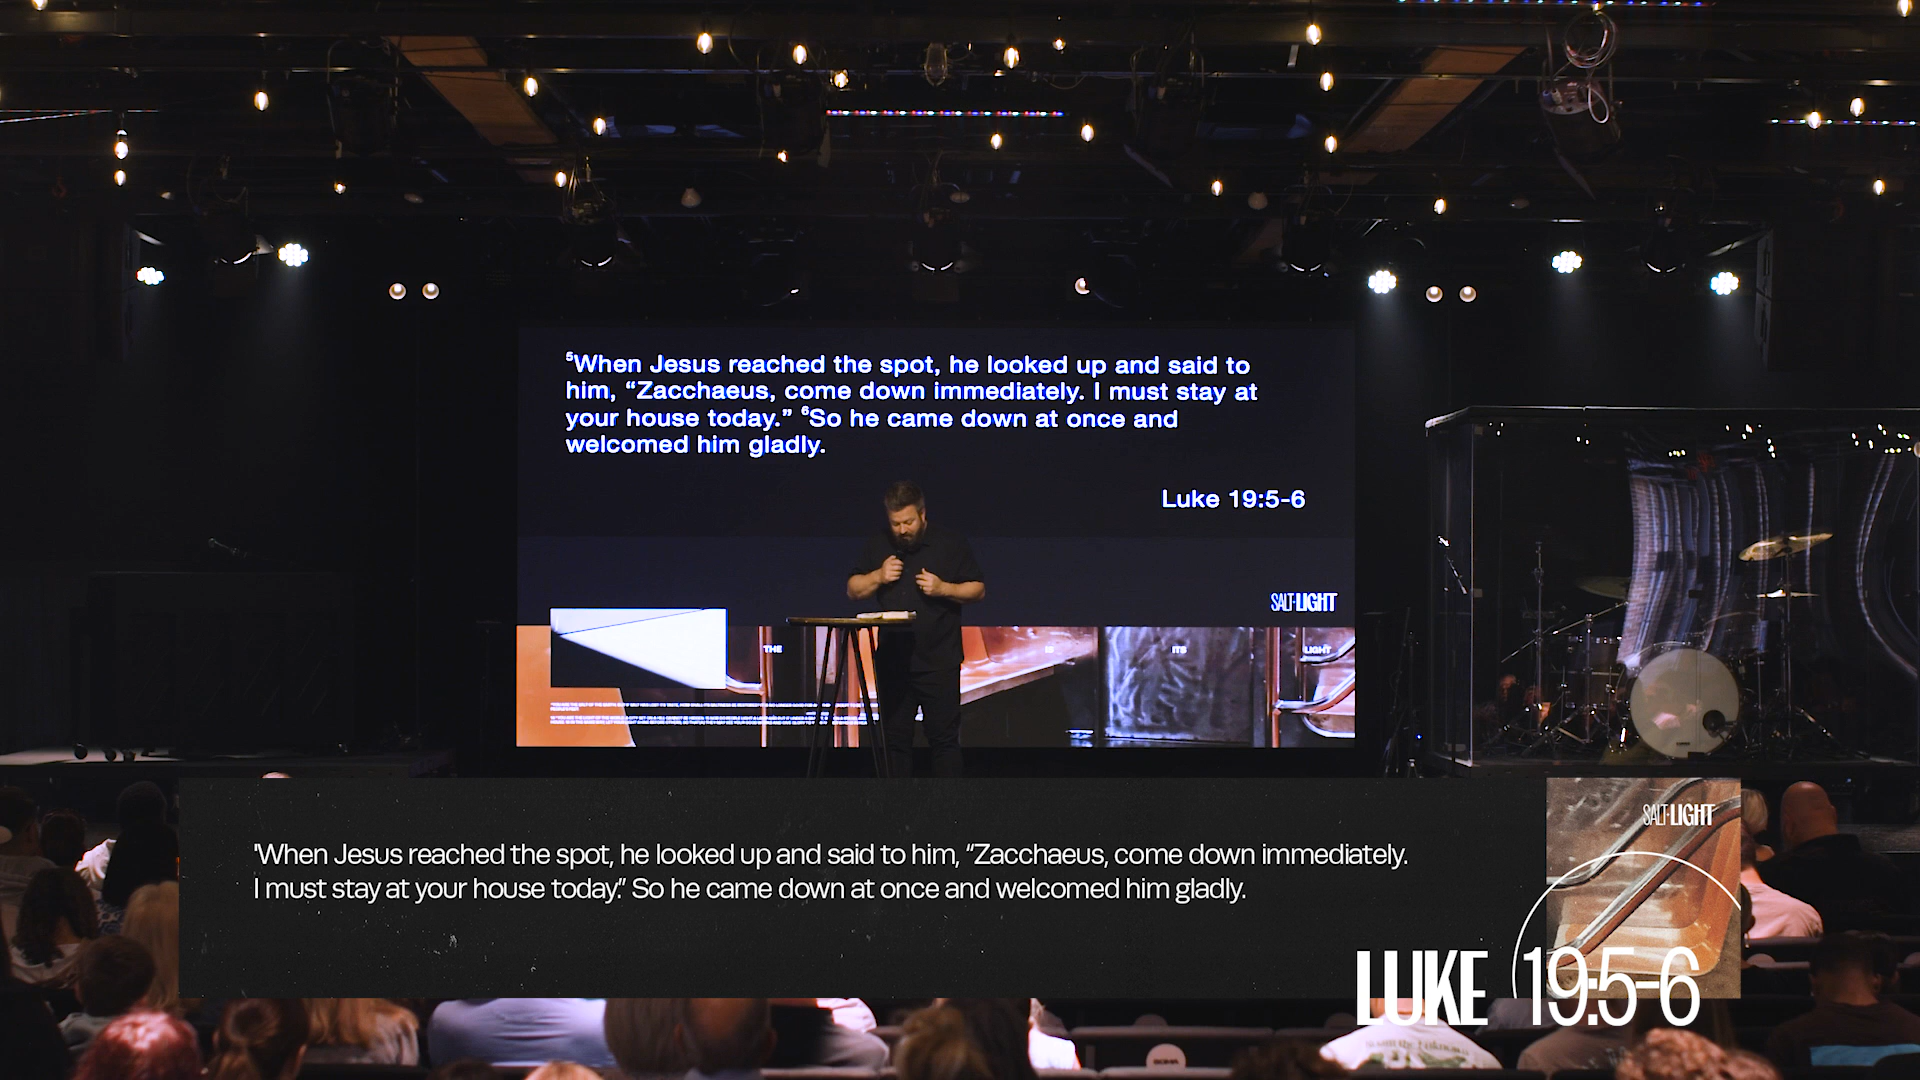 ⁵When Jesus reached the spot, he looked up and said to
him, “Zacchaeus, come down immediately. I must stay at
your house today.” ⁶So he came down at once and
welcomed him gladly.
Luke 19:5-6
SALT+LIGHT
THE
IS
ITS
LIGHT
'When Jesus reached the spot, he looked up and said to him, “Zacchaeus, come down immediately.
I must stay at your house today.” So he came down at once and welcomed him gladly.
SALT+LIGHT
LUKE 19:5-6